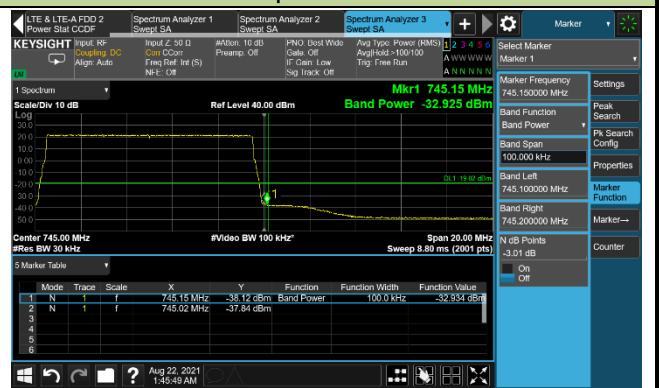 LTE & LTE-A FDD 2
Power Stat CCDF
Spectrum Analyzer 1
Swept SA
Spectrum Analyzer 2
Swept SA
Spectrum Analyzer 3
Swept SA
Marker
KEYSIGHT
Input: RF
Coupling: DC
Align: Auto
Input Z: 50 Ω
Corr CCorr
Freq Ref: Int (S)
NFE: Off
#Atten: 10 dB
Preamp: Off
PNO: Best Wide
Gate: Off
IF Gain: Low
Sig Track: Off
Avg Type: Power (RMS)
Avg|Hold:>100/100
Trig: Free Run
1 2 3 4 5 6
A W W W W W
A N N N N N
Select Marker
Marker 1
1 Spectrum
Scale/Div 10 dB
Log
Ref Level 40.00 dBm
Mkr1 745.15 MHz
Band Power -32.925 dBm
30.0
20.0
10.0
0.00
-10.0
-20.0
-30.0
-40.0
-50.0
1
Center 745.00 MHz
#Res BW 30 kHz
#Video BW 100 kHz*
Span 20.00 MHz
Sweep 8.80 ms (2001 pts)
5 Marker Table
Mode Trace Scale X Y Function Function Width Function Value
1 N 1 f 745.15 MHz -38.12 dBm Band Power 100.0 kHz -32.934 dBm
2 N 1 f 745.02 MHz -37.84 dBm
3
4
5
6
Marker Frequency
745.150000 MHz
Band Function
Band Power
Band Span
100.000 kHz
Band Left
745.100000 MHz
Band Right
745.200000 MHz
N dB Points
-3.01 dB
On
Off
Settings
Peak
Search
Pk Search
Config
Properties
Marker
Function
Marker→
Counter
Aug 22, 2021
1:45:49 AM